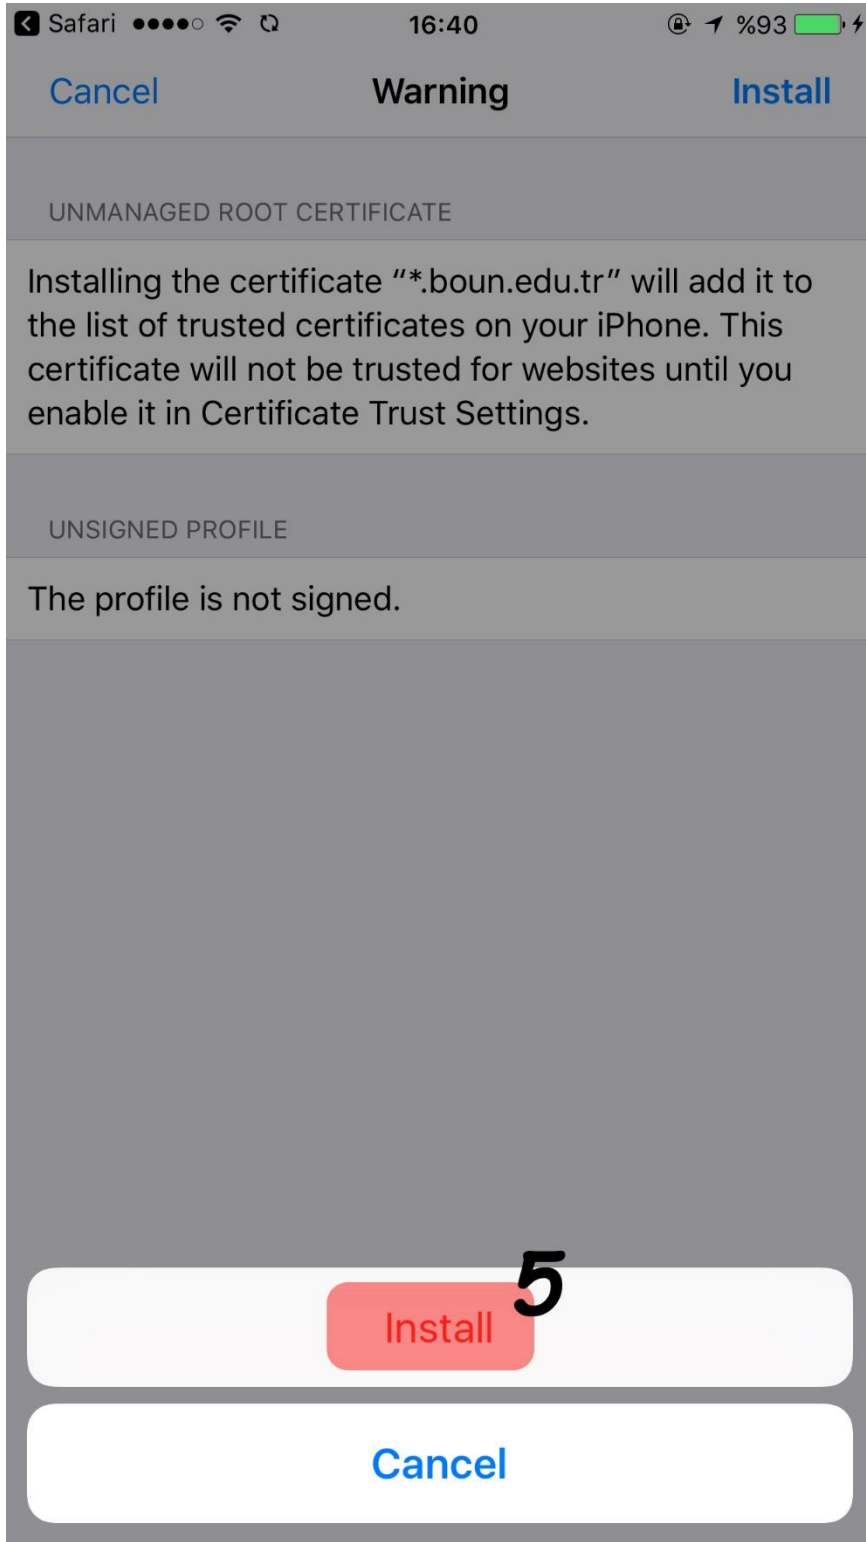 Safari 16:40 %93
Cancel Warning Install
UNMANAGED ROOT CERTIFICATE
Installing the certificate “*.boun.edu.tr” will add it to
the list of trusted certificates on your iPhone. This
certificate will not be trusted for websites until you
enable it in Certificate Trust Settings.
UNSIGNED PROFILE
The profile is not signed.
5
Install
Cancel